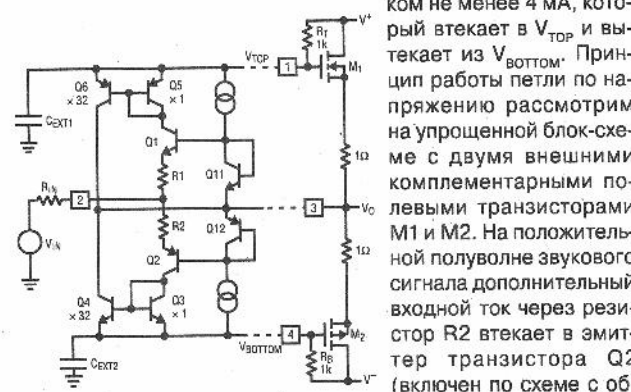 V⁺
R_T
1k
V_TOP
1
M₁
Q6
× 32
Q5
× 1
C_EXT1
Q1
R1
Q11
1Ω
R_IN
2
3
V_O
V_IN
R2
Q12
1Ω
Q2
Q4
× 32
Q3
× 1
M₂
V_BOTTOM
4
R_B
1k
C_EXT2
V⁻
ком не менее 4 мА, кото-
рый втекает в V_TOP и вы-
текает из V_BOTTOM. Прин-
цип работы петли по на-
пряжению рассмотрим
на упрощенной блок-схе-
ме с двумя внешними
комплементарными по-
левыми транзисторами
М1 и М2. На положитель-
ной полуволне звукового
сигнала дополнительный
входной ток через рези-
стор R2 втекает в эмит-
тер транзистора Q2
(включен по схеме с об-